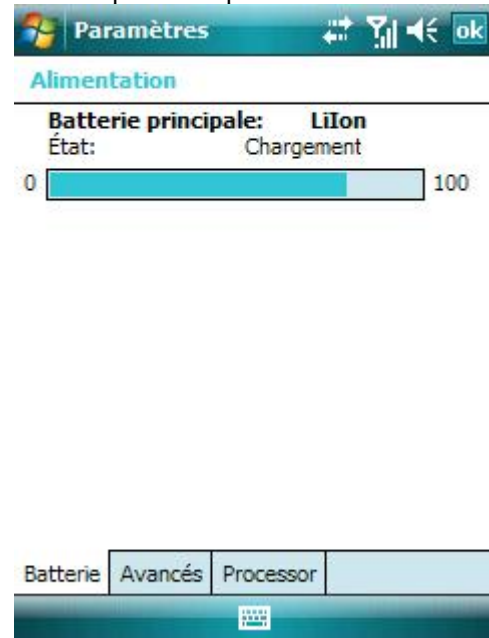 Paramètres ok
Alimentation
Batterie principale: LiIon
État: Chargement
0 100
Batterie Avancés Processor